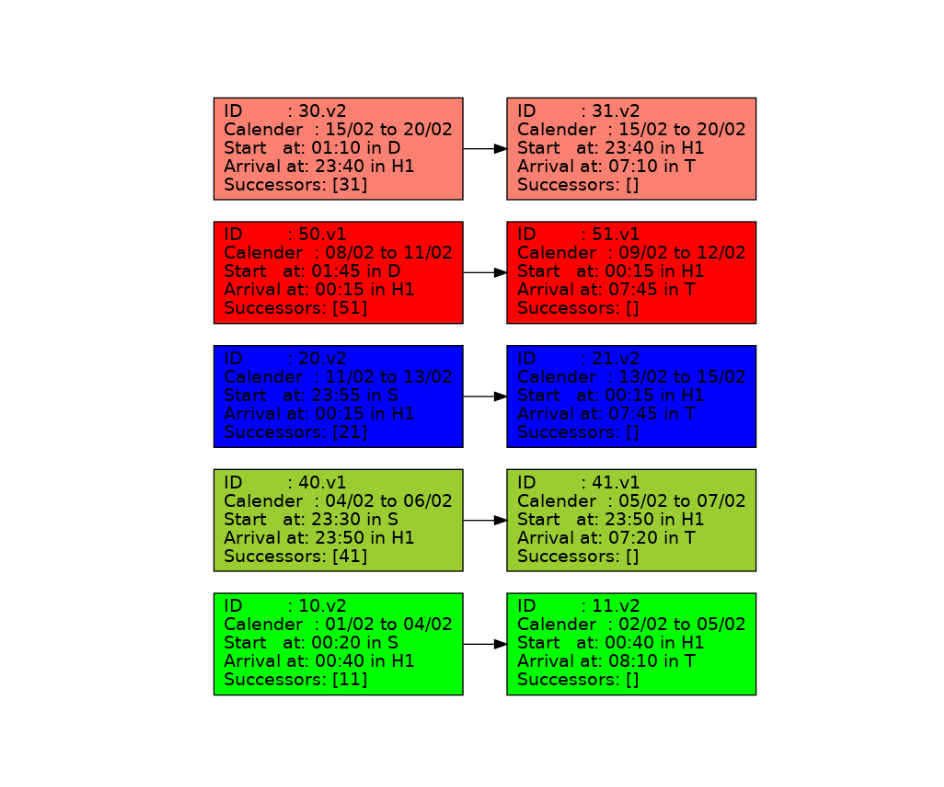 ID        : 30.v2
Calender  : 15/02 to 20/02
Start   at: 01:10 in D
Arrival at: 23:40 in H1
Successors: [31]
ID        : 31.v2
Calender  : 15/02 to 20/02
Start   at: 23:40 in H1
Arrival at: 07:10 in T
Successors: []
ID        : 50.v1
Calender  : 08/02 to 11/02
Start   at: 01:45 in D
Arrival at: 00:15 in H1
Successors: [51]
ID        : 51.v1
Calender  : 09/02 to 12/02
Start   at: 00:15 in H1
Arrival at: 07:45 in T
Successors: []
ID        : 20.v2
Calender  : 11/02 to 13/02
Start   at: 23:55 in S
Arrival at: 00:15 in H1
Successors: [21]
ID        : 21.v2
Calender  : 13/02 to 15/02
Start   at: 00:15 in H1
Arrival at: 07:45 in T
Successors: []
ID        : 40.v1
Calender  : 04/02 to 06/02
Start   at: 23:30 in S
Arrival at: 23:50 in H1
Successors: [41]
ID        : 41.v1
Calender  : 05/02 to 07/02
Start   at: 23:50 in H1
Arrival at: 07:20 in T
Successors: []
ID        : 10.v2
Calender  : 01/02 to 04/02
Start   at: 00:20 in S
Arrival at: 00:40 in H1
Successors: [11]
ID        : 11.v2
Calender  : 02/02 to 05/02
Start   at: 00:40 in H1
Arrival at: 08:10 in T
Successors: []